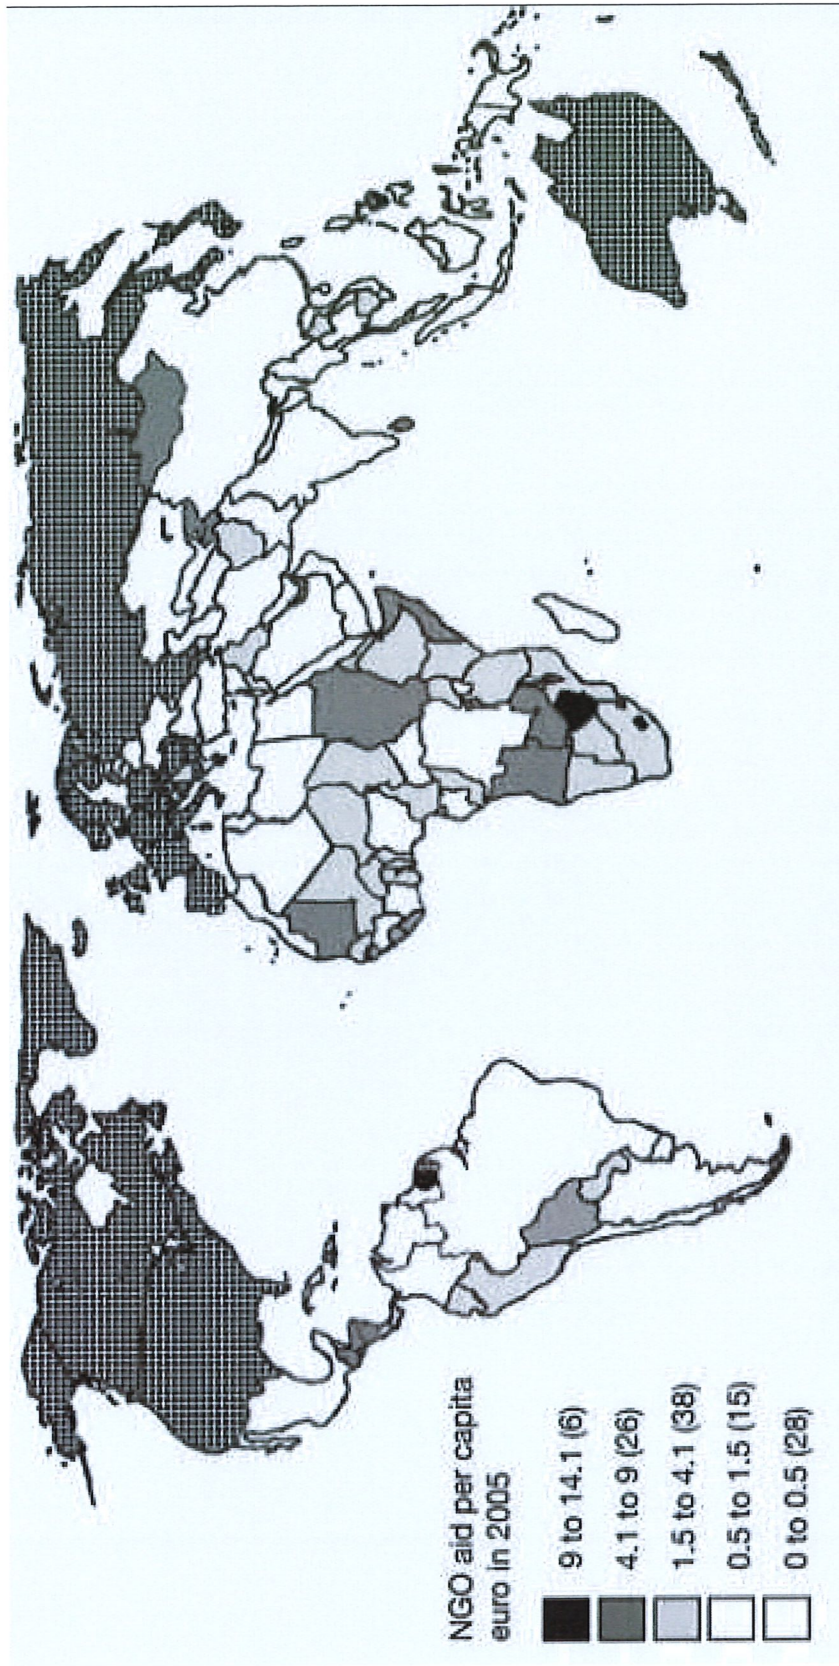 NGO aid per capita
euro in 2005
9 to 14.1 (6)
4.1 to 9 (26)
1.5 to 4.1 (38)
0.5 to 1.5 (15)
0 to 0.5 (28)